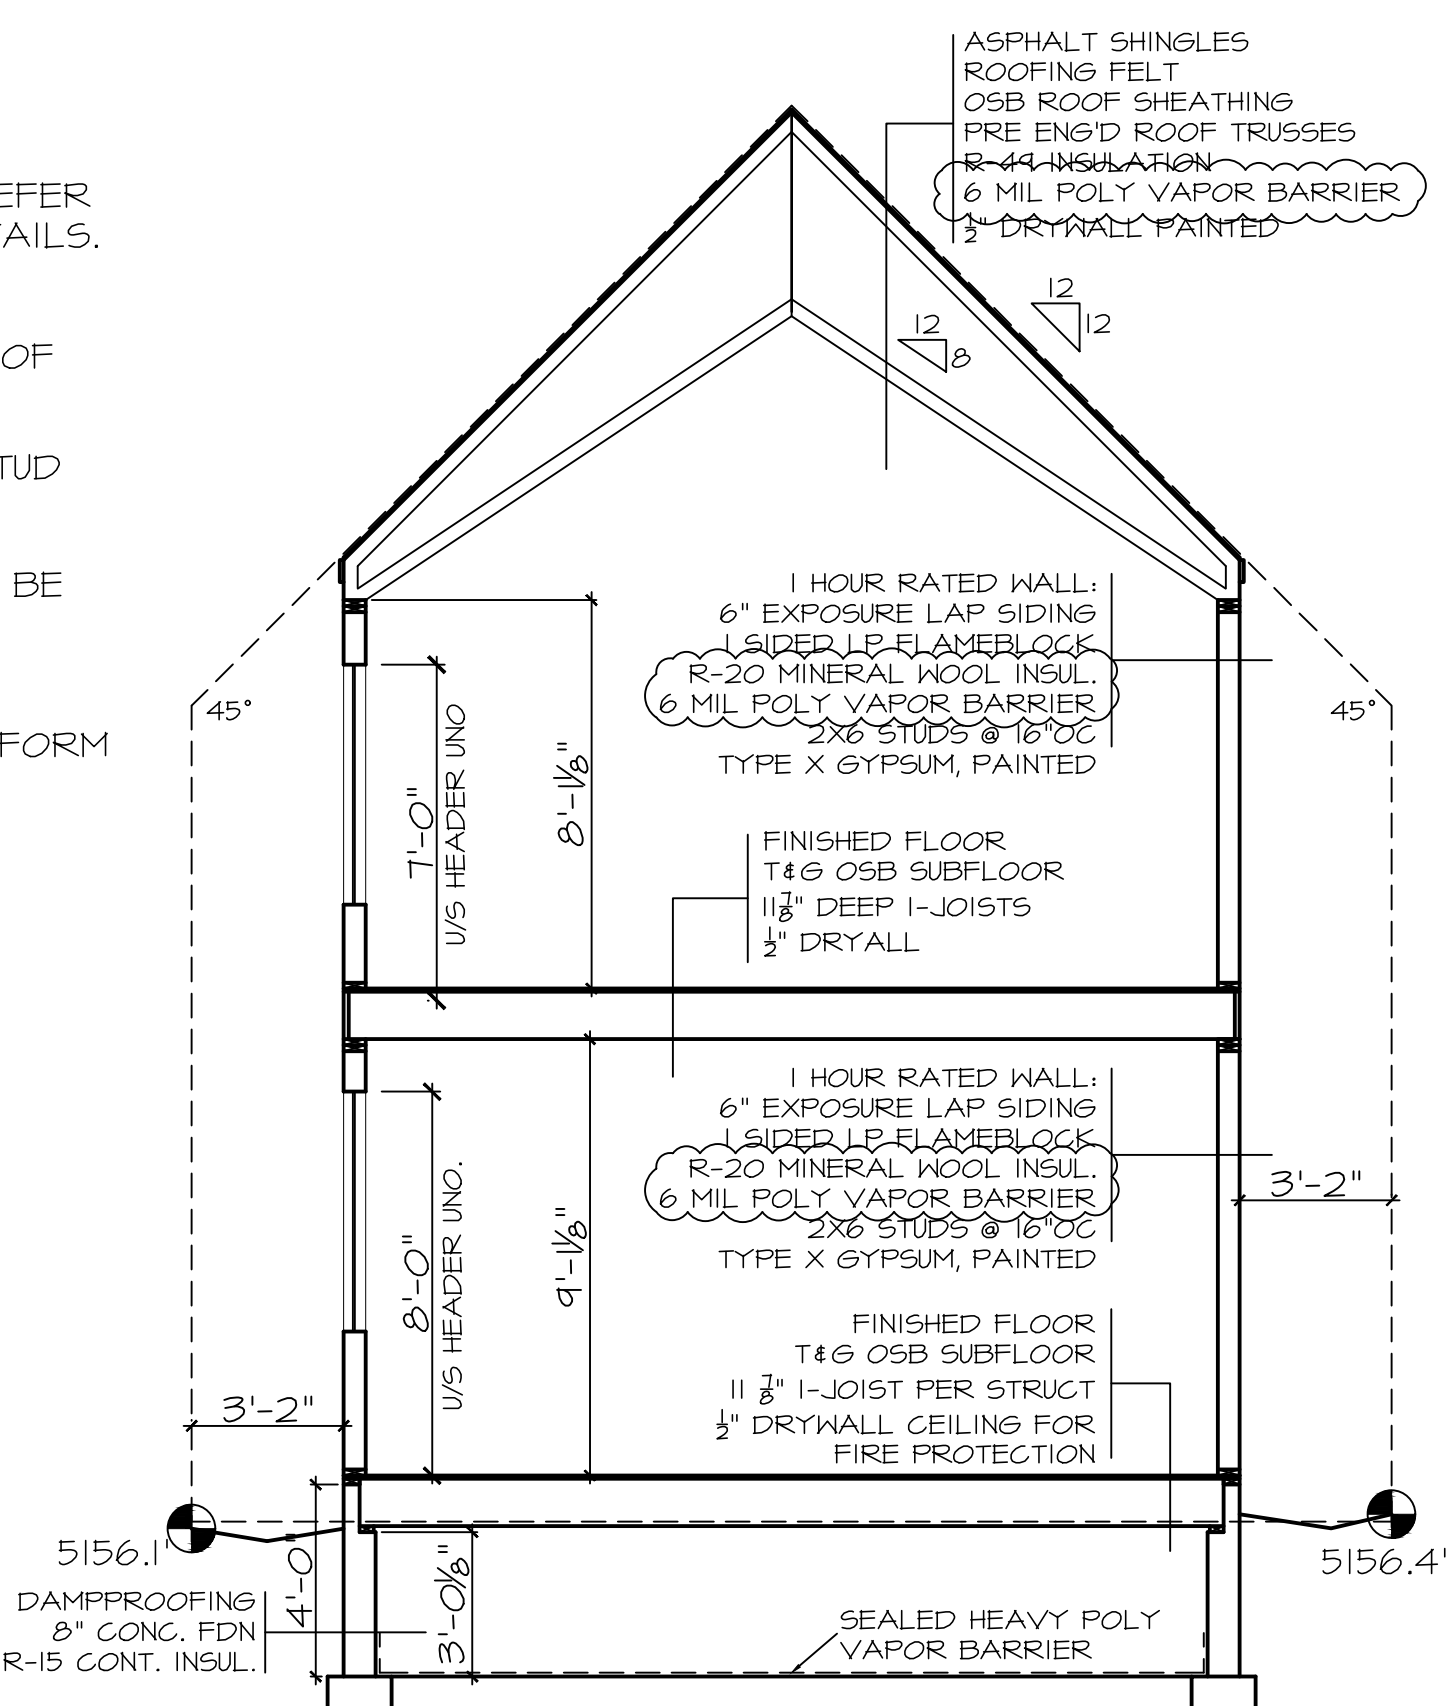 ASPHALT SHINGLES
ROOFING FELT
OSB ROOF SHEATHING
PRE ENG'D ROOF TRUSSES
R-49 INSULATION
6 MIL POLY VAPOR BARRIER
½" DRYWALL PAINTED
EFER
AILS.
OF
TUD
BE
FORM
12
12
12
8
45°
45°
1 HOUR RATED WALL:
6" EXPOSURE LAP SIDING
1 SIDED LP FLAMEBLOCK
R-20 MINERAL WOOL INSUL.
6 MIL POLY VAPOR BARRIER
2X6 STUDS @ 16"OC
TYPE X GYPSUM, PAINTED
7'-0"
U/S HEADER UNO
8'-1⅛"
FINISHED FLOOR
T&G OSB SUBFLOOR
11⅞" DEEP I-JOISTS
½" DRYALL
1 HOUR RATED WALL:
6" EXPOSURE LAP SIDING
1 SIDED LP FLAMEBLOCK
R-20 MINERAL WOOL INSUL.
6 MIL POLY VAPOR BARRIER
2X6 STUDS @ 16"OC
TYPE X GYPSUM, PAINTED
3'-2"
8'-0"
U/S HEADER UNO.
9'-1⅛"
FINISHED FLOOR
T&G OSB SUBFLOOR
11 ⅞" I-JOIST PER STRUCT
½" DRYWALL CEILING FOR
FIRE PROTECTION
3'-2"
5156.1'
5156.4'
4'-0"
3'-0⅛"
DAMPPROOFING
8" CONC. FDN
R-15 CONT. INSUL.
SEALED HEAVY POLY
VAPOR BARRIER